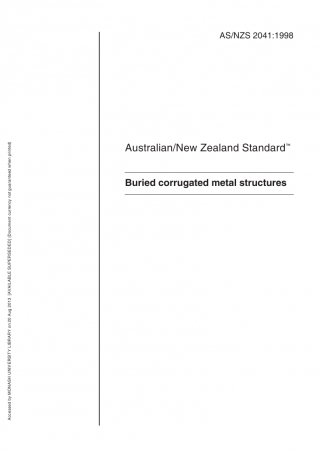 AS/NZS 2041:1998
Australian/New Zealand Standard™
Buried corrugated metal structures
Accessed by MONASH UNIVERSITY LIBRARY on 20 Aug 2013 [AVAILABLE SUPERSEDED] (Document currency not guaranteed when printed)